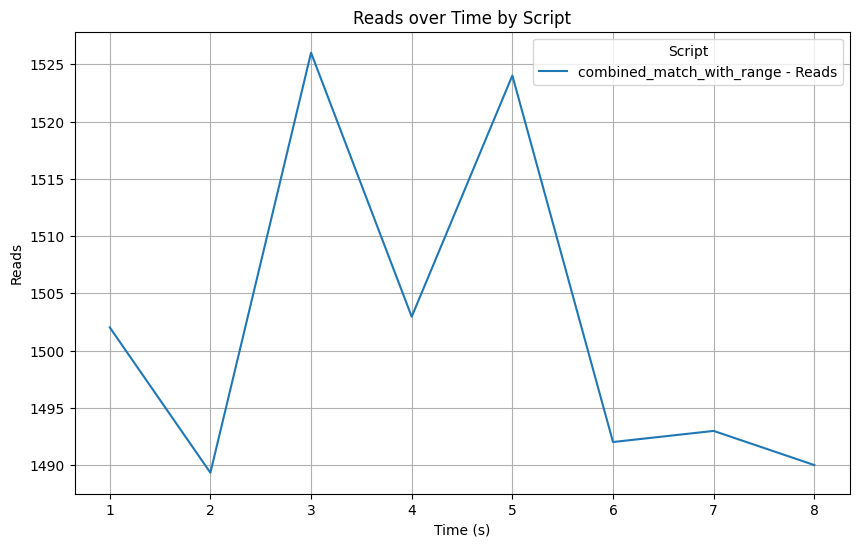 Reads over Time by Script
Script
combined_match_with_range - Reads
Reads
1525
1520
1515
1510
1505
1500
1495
1490
1 2 3 4 5 6 7 8
Time (s)